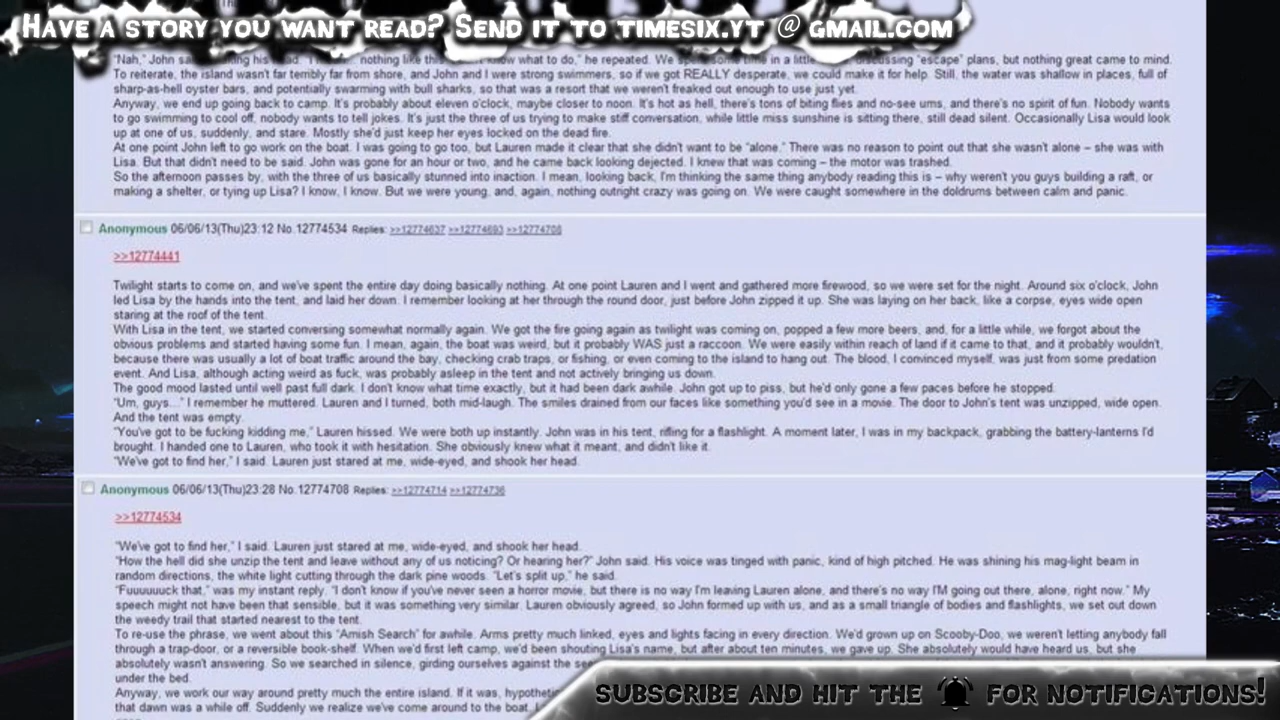 Have a story you want read? Send it to timesix.yt @ gmail.com
"Nah," John nothing like this what to do," he repeated. We some time in a little discussing "escape" plans, but nothing great came to mind.
To reiterate, the island wasn't far terribly far from shore, and John and I were strong swimmers, so if we got REALLY desperate, we could make it for help. Still, the water was shallow in places, full of
sharp-as-hell oyster bars, and potentially swarming with bull sharks, so that was a resort that we weren't freaked out enough to use just yet.
Anyway, we end up going back to camp. It's probably about eleven o'clock, maybe closer to noon. It's hot as hell, there's tons of biting flies and no-see ums, and there's no spirit of fun. Nobody wants
to go swimming to cool off, nobody wants to tell jokes. It's just the three of us trying to make stiff conversation, while little miss sunshine is sitting there, still dead silent. Occasionally Lisa would look
up at one of us, suddenly, and stare. Mostly she'd just keep her eyes locked on the dead fire.
At one point John left to go work on the boat. I was going to go too, but Lauren made it clear that she didn't want to be "alone." There was no reason to point out that she wasn't alone – she was with
Lisa. But that didn't need to be said. John was gone for an hour or two, and he came back looking dejected. I knew that was coming – the motor was trashed.
So the afternoon passes by, with the three of us basically stunned into inaction. I mean, looking back, I'm thinking the same thing anybody reading this is – why weren't you guys building a raft, or
making a shelter, or tying up Lisa? I know, I know. But we were young, and, again, nothing outright crazy was going on. We were caught somewhere in the doldrums between calm and panic.
Anonymous 06/06/13(Thu)23:12 No.12774534 Replies: >>12774637 >>12774693 >>12774708
>>12774441
Twilight starts to come on, and we've spent the entire day doing basically nothing. At one point Lauren and I went and gathered more firewood, so we were set for the night. Around six o'clock, John
led Lisa by the hands into the tent, and laid her down. I remember looking at her through the round door, just before John zipped it up. She was laying on her back, like a corpse, eyes wide open
staring at the roof of the tent.
With Lisa in the tent, we started conversing somewhat normally again. We got the fire going again as twilight was coming on, popped a few more beers, and, for a little while, we forgot about the
obvious problems and started having some fun. I mean, again, the boat was weird, but it probably WAS just a raccoon. We were easily within reach of land if it came to that, and it probably wouldn't,
because there was usually a lot of boat traffic around the bay, checking crab traps, or fishing, or even coming to the island to hang out. The blood, I convinced myself, was just from some predation
event. And Lisa, although acting weird as fuck, was probably asleep in the tent and not actively bringing us down.
The good mood lasted until well past full dark. I don't know what time exactly, but it had been dark awhile. John got up to piss, but he'd only gone a few paces before he stopped.
"Um, guys..." I remember he muttered. Lauren and I turned, both mid-laugh. The smiles drained from our faces like something you'd see in a movie. The door to John's tent was unzipped, wide open.
And the tent was empty.
"You've got to be fucking kidding me," Lauren hissed. We were both up instantly. John was in his tent, rifling for a flashlight. A moment later, I was in my backpack, grabbing the battery-lanterns I'd
brought. I handed one to Lauren, who took it with hesitation. She obviously knew what it meant, and didn't like it.
"We've got to find her," I said. Lauren just stared at me, wide-eyed, and shook her head.
Anonymous 06/06/13(Thu)23:28 No.12774708 Replies: >>12774714 >>12774736
>>12774534
"We've got to find her," I said. Lauren just stared at me, wide-eyed, and shook her head.
"How the hell did she unzip the tent and leave without any of us noticing? Or hearing her?" John said. His voice was tinged with panic, kind of high pitched. He was shining his mag-light beam in
random directions, the white light cutting through the dark pine woods. "Let's split up," he said.
"Fuuuuuuck that," was my instant reply. "I don't know if you've never seen a horror movie, but there is no way I'm leaving Lauren alone, and there's no way I'M going out there, alone, right now." My
speech might not have been that sensible, but it was something very similar. Lauren obviously agreed, so John formed up with us, and as a small triangle of bodies and flashlights, we set out down
the weedy trail that started nearest to the tent.
To re-use the phrase, we went about this "Amish Search" for awhile. Arms pretty much linked, eyes and lights facing in every direction. We'd grown up on Scooby-Doo, we weren't letting anybody fall
through a trap-door, or a reversible book-shelf. When we'd first left camp, we'd been shouting Lisa's name, but after about ten minutes, we gave up. She absolutely would have heard us, but she
absolutely wasn't answering. So we searched in silence, girding ourselves against the
under the bed.
Anyway, we work our way around pretty much the entire island. If it was,
that dawn was a while off. Suddenly we realize we've come around to the boat.
SUBSCRIBE AND HIT THE FOR NOTIFICATIONS!